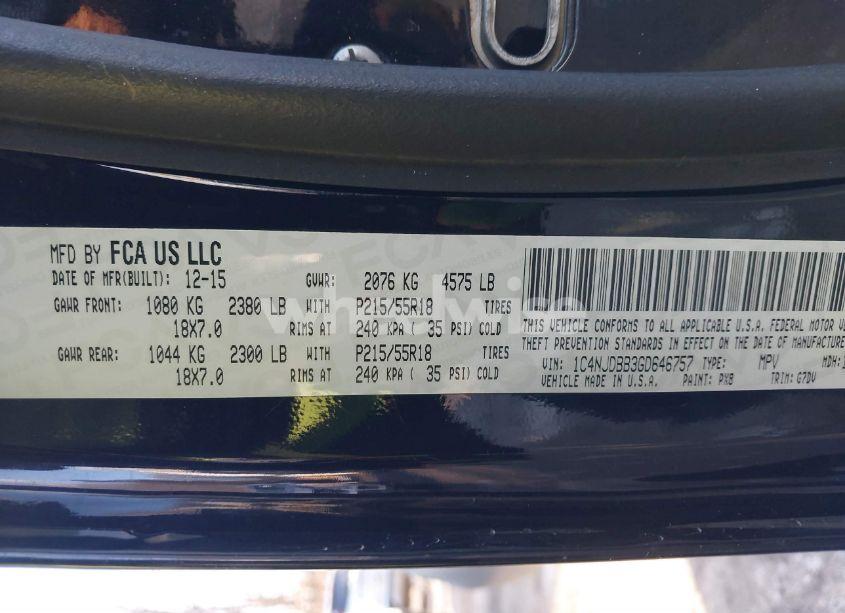 MFD BY FCA US LLC
DATE OF MFR(BUILT): 12-15 GVWR: 2076 KG 4575 LB
GAWR FRONT: 1080 KG 2380 LB WITH P215/55R18 TIRES
18X7.0 RIMS AT 240 KPA ( 35 PSI) COLD
GAWR REAR: 1044 KG 2300 LB WITH P215/55R18 TIRES
18X7.0 RIMS AT 240 KPA ( 35 PSI) COLD
THIS VEHICLE CONFORMS TO ALL APPLICABLE U.S.A. FEDERAL MOTOR
THEFT PREVENTION STANDARDS IN EFFECT ON THE DATE OF MANUFACTURE
VIN: 1C4NJDBB3GD646757 TYPE: MPV MDH:
VEHICLE MADE IN U.S.A. PAINT: PXB TRIM: G7DV